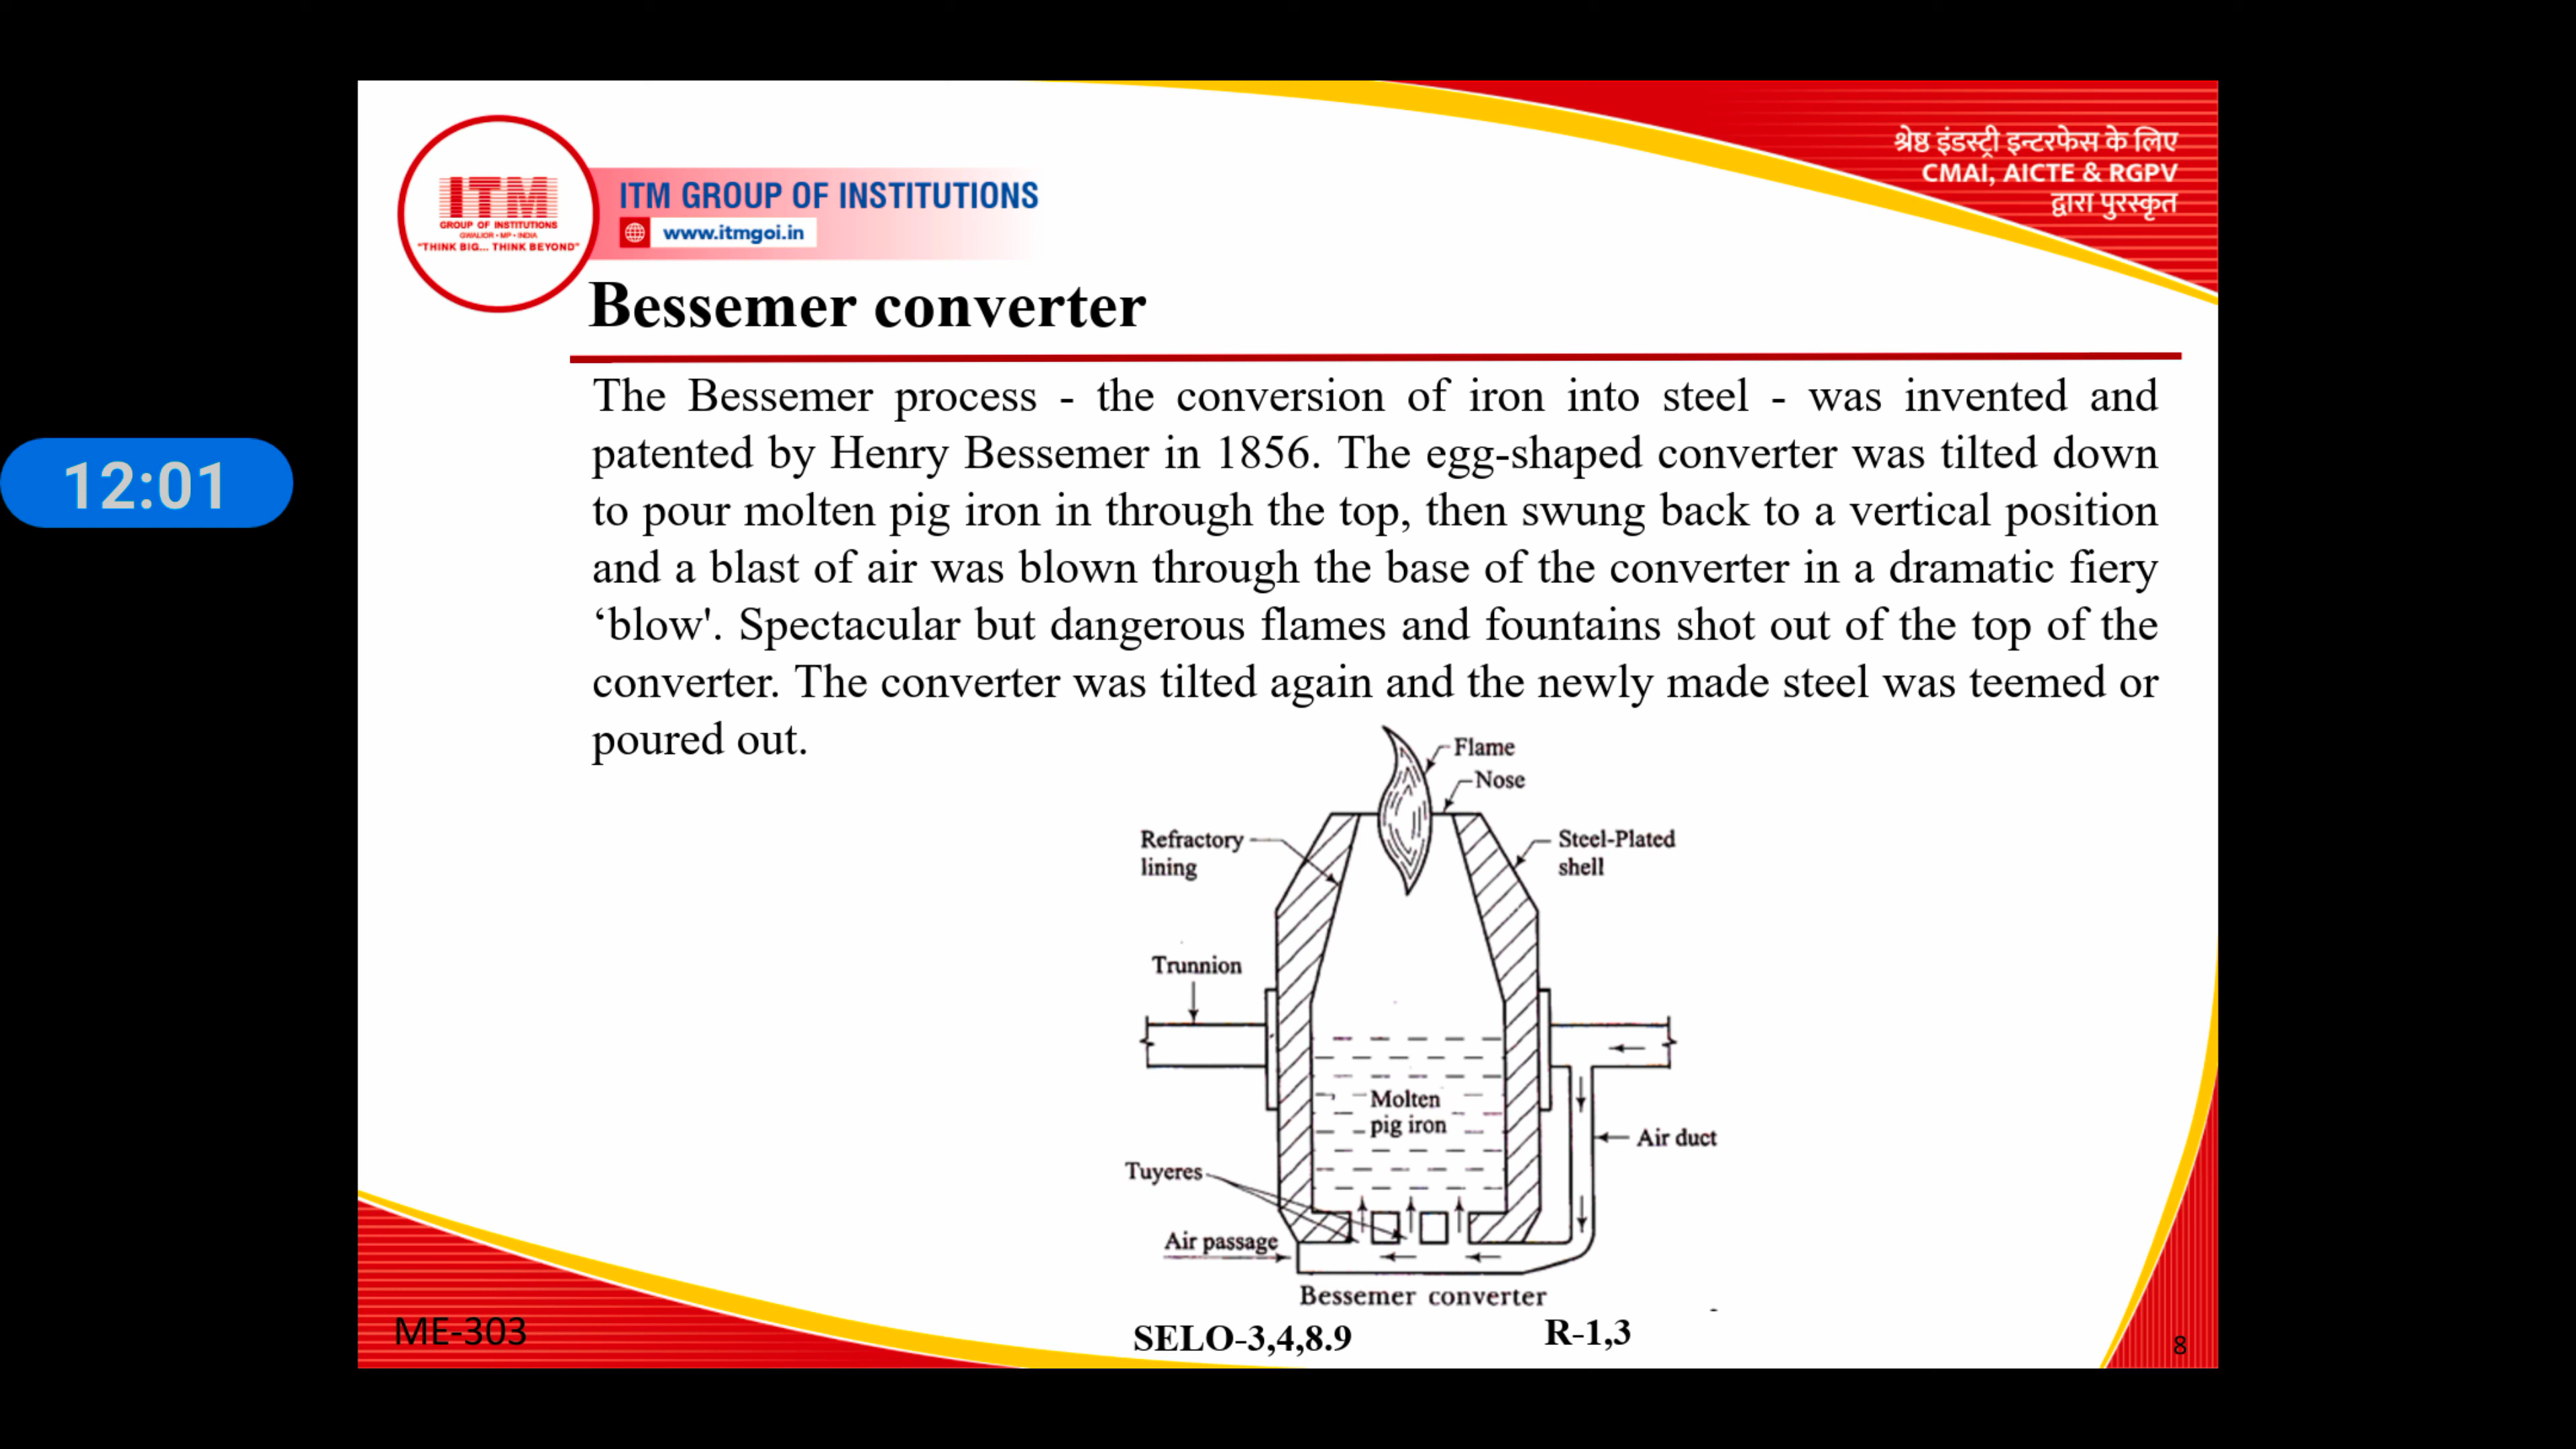 श्रेष्ठ इंडस्ट्री इन्टरफेस के लिए
CMAI, AICTE & RGPV
द्वारा पुरस्कृत
ITM
GROUP OF INSTITUTIONS
GWALIOR • MP • INDIA
"THINK BIG... THINK BEYOND"
ITM GROUP OF INSTITUTIONS
www.itmgoi.in
Bessemer converter
12:01
The Bessemer process - the conversion of iron into steel - was invented and
patented by Henry Bessemer in 1856. The egg-shaped converter was tilted down
to pour molten pig iron in through the top, then swung back to a vertical position
and a blast of air was blown through the base of the converter in a dramatic fiery
‘blow'. Spectacular but dangerous flames and fountains shot out of the top of the
converter. The converter was tilted again and the newly made steel was teemed or
poured out.
Flame
Nose
Refractory
lining
Steel-Plated
shell
Trunnion
Molten
pig iron
Air duct
Tuyeres
Air passage
Bessemer converter
ME-303
SELO-3,4,8.9
R-1,3
8